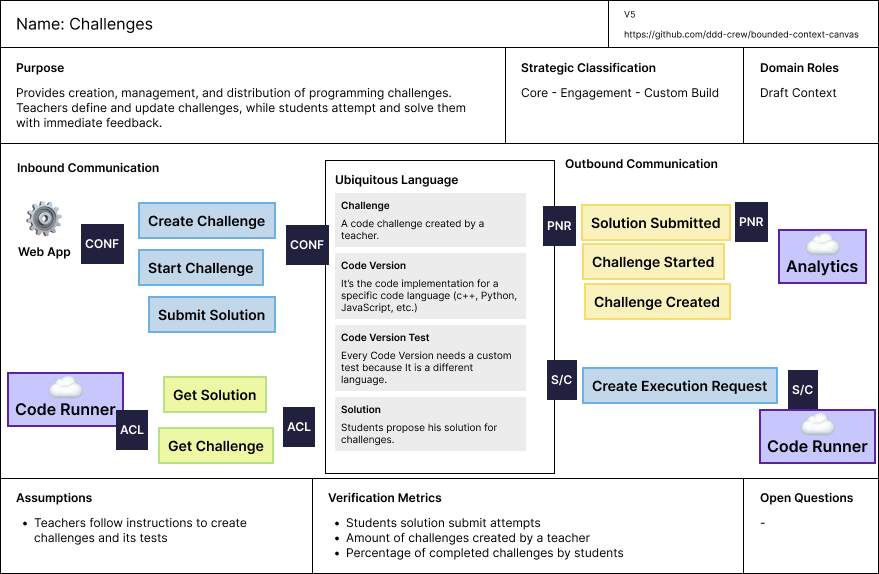 Name: Challenges
V5
https://github.com/ddd-crew/bounded-context-canvas
Purpose
Provides creation, management, and distribution of programming challenges.
Teachers define and update challenges, while students attempt and solve them
with immediate feedback.
Strategic Classification
Core - Engagement - Custom Build
Domain Roles
Draft Context
Inbound Communication
Web App
CONF
Create Challenge
Start Challenge
Submit Solution
CONF
Code Runner
ACL
Get Solution
Get Challenge
ACL
Ubiquitous Language
Challenge
A code challenge created by a
teacher.
Code Version
It's the code implementation for a
specific code language (c++, Python,
JavaScript, etc.)
Code Version Test
Every Code Version needs a custom
test because It is a different
language.
Solution
Students propose his solution for
challenges.
Outbound Communication
PNR
Solution Submitted
Challenge Started
Challenge Created
PNR
Analytics
S/C
Create Execution Request
S/C
Code Runner
Assumptions
• Teachers follow instructions to create
challenges and its tests
Verification Metrics
• Students solution submit attempts
• Amount of challenges created by a teacher
• Percentage of completed challenges by students
Open Questions
-